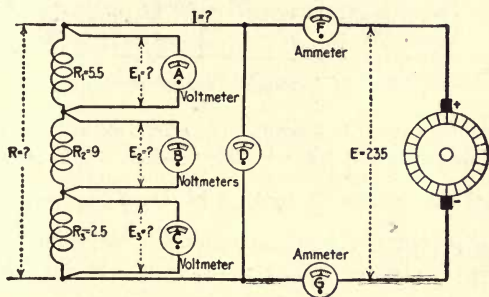 I=?
F
Ammeter
R₁=5.5
E₁=?
A
Voltmeter
+
R=?
R₂=9
E₂=?
B
Voltmeters
D
E=235
-
R₃=2.5
E₃=?
C
Voltmeter
Ammeter
G